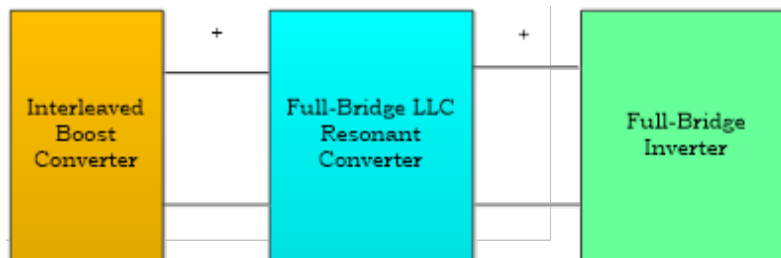 +
+
Interleaved
Boost
Converter
Full-Bridge LLC
Resonant
Converter
Full-Bridge
Inverter